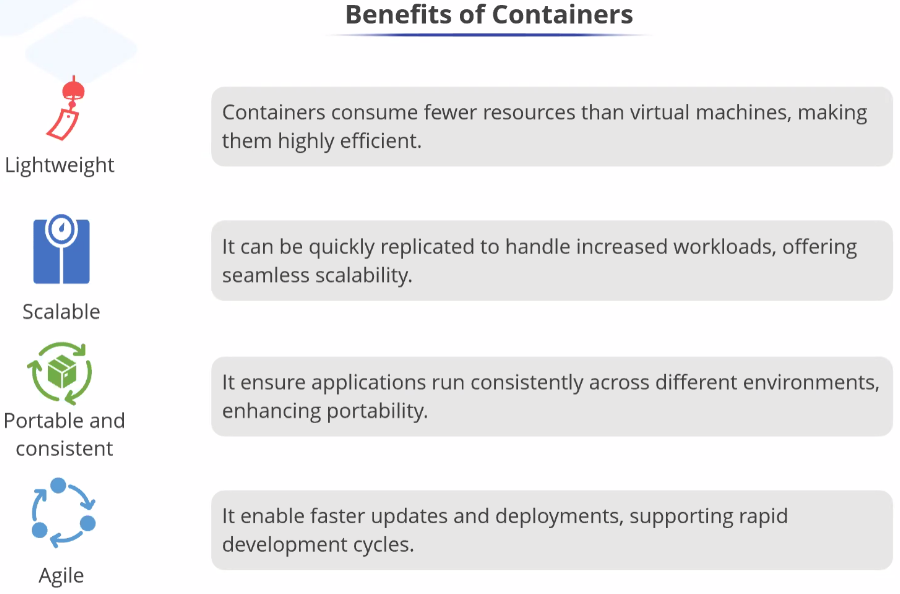 Benefits of Containers
Lightweight
Containers consume fewer resources than virtual machines, making
them highly efficient.
Scalable
It can be quickly replicated to handle increased workloads, offering
seamless scalability.
Portable and
consistent
It ensure applications run consistently across different environments,
enhancing portability.
Agile
It enable faster updates and deployments, supporting rapid
development cycles.